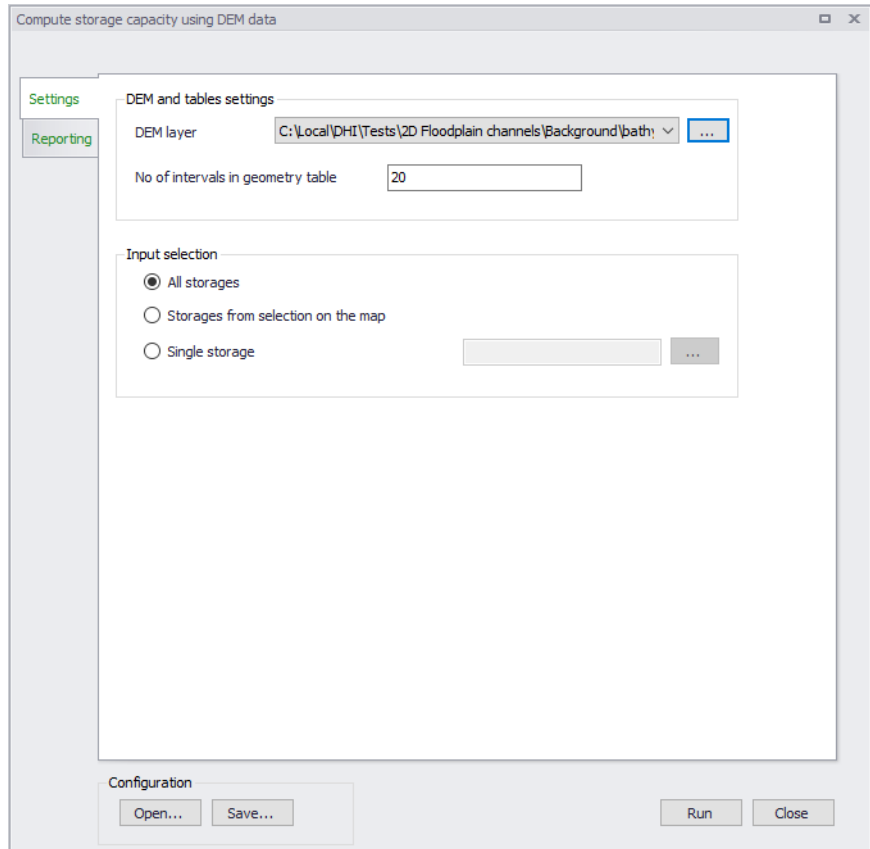 Compute storage capacity using DEM data
Settings
Reporting
DEM and tables settings
DEM layer C:\Local\DHI\Tests\2D Floodplain channels\Background\bathy ...
No of intervals in geometry table 20
Input selection
All storages
Storages from selection on the map
Single storage ...
Configuration
Open... Save... Run Close